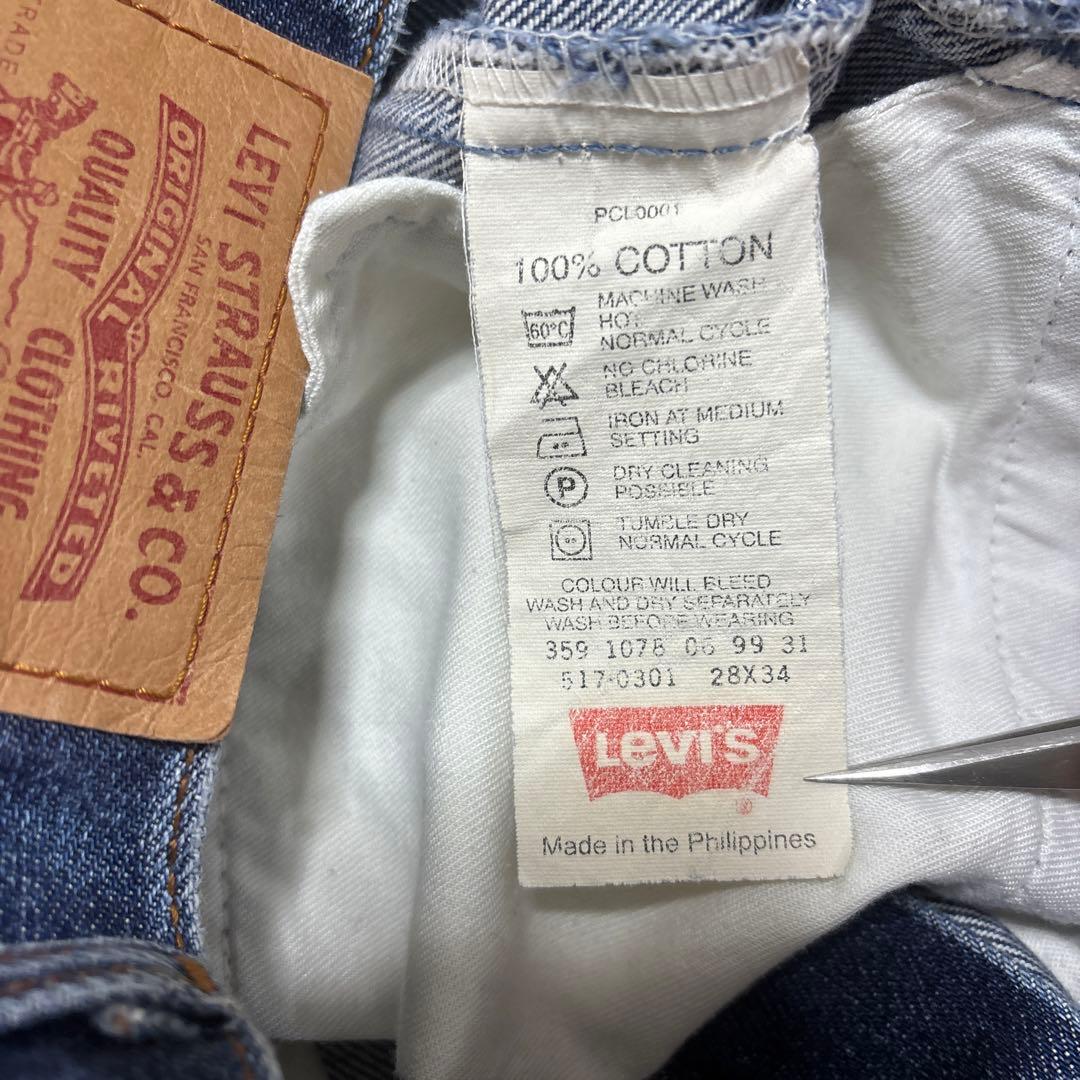 LEVI STRAUSS & CO.
SAN FRANCISCO, CAL.
ORIGINAL RIVETED
QUALITY CLOTHING
TRADE
PCL0001
100% COTTON
60°C
MACHINE WASH
HOT
NORMAL CYCLE
NO CHLORINE
BLEACH
IRON AT MEDIUM
SETTING
P
DRY CLEANING
POSSIBLE
TUMBLE DRY
NORMAL CYCLE
COLOUR WILL BLEED
WASH AND DRY SEPARATELY
WASH BEFORE WEARING
359 1078 06 99 31
517-0301 28X34
Levi's
®
Made in the Philippines